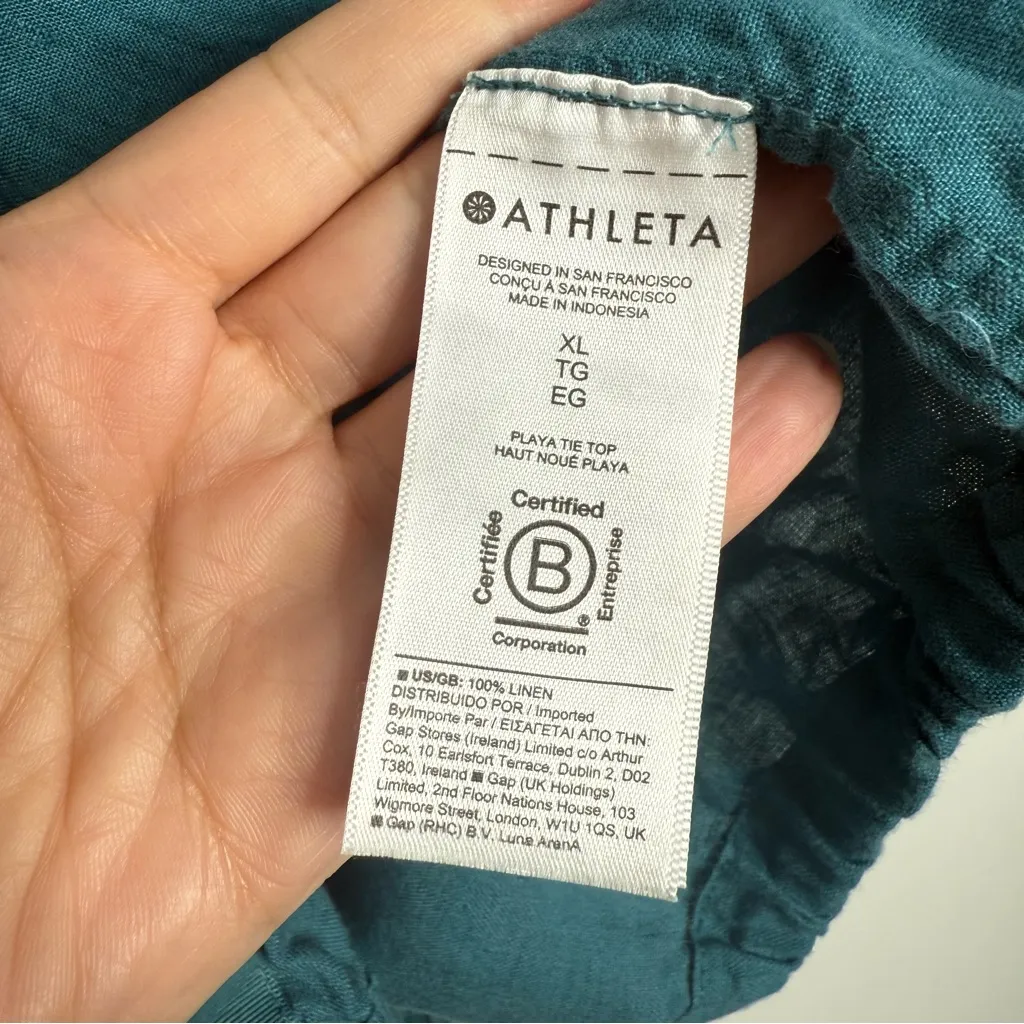 ATHLETA
DESIGNED IN SAN FRANCISCO
CONÇU À SAN FRANCISCO
MADE IN INDONESIA
XL
TG
EG
PLAYA TIE TOP
HAUT NOUÉ PLAYA
Certified
Certifiée
B
Entreprise
®
Corporation
US/GB: 100% LINEN
DISTRIBUIDO POR / Imported
By/Importe Par / ΕΙΣΑΓΕΤΑΙ ΑΠΟ ΤΗΝ:
Gap Stores (Ireland) Limited c/o Arthur
Cox, 10 Earlsfort Terrace, Dublin 2, D02
T380, Ireland ■ Gap (UK Holdings)
Limited, 2nd Floor Nations House, 103
Wigmore Street, London, W1U 1QS, UK
Gap (RHC) B.V. Luna ArenA